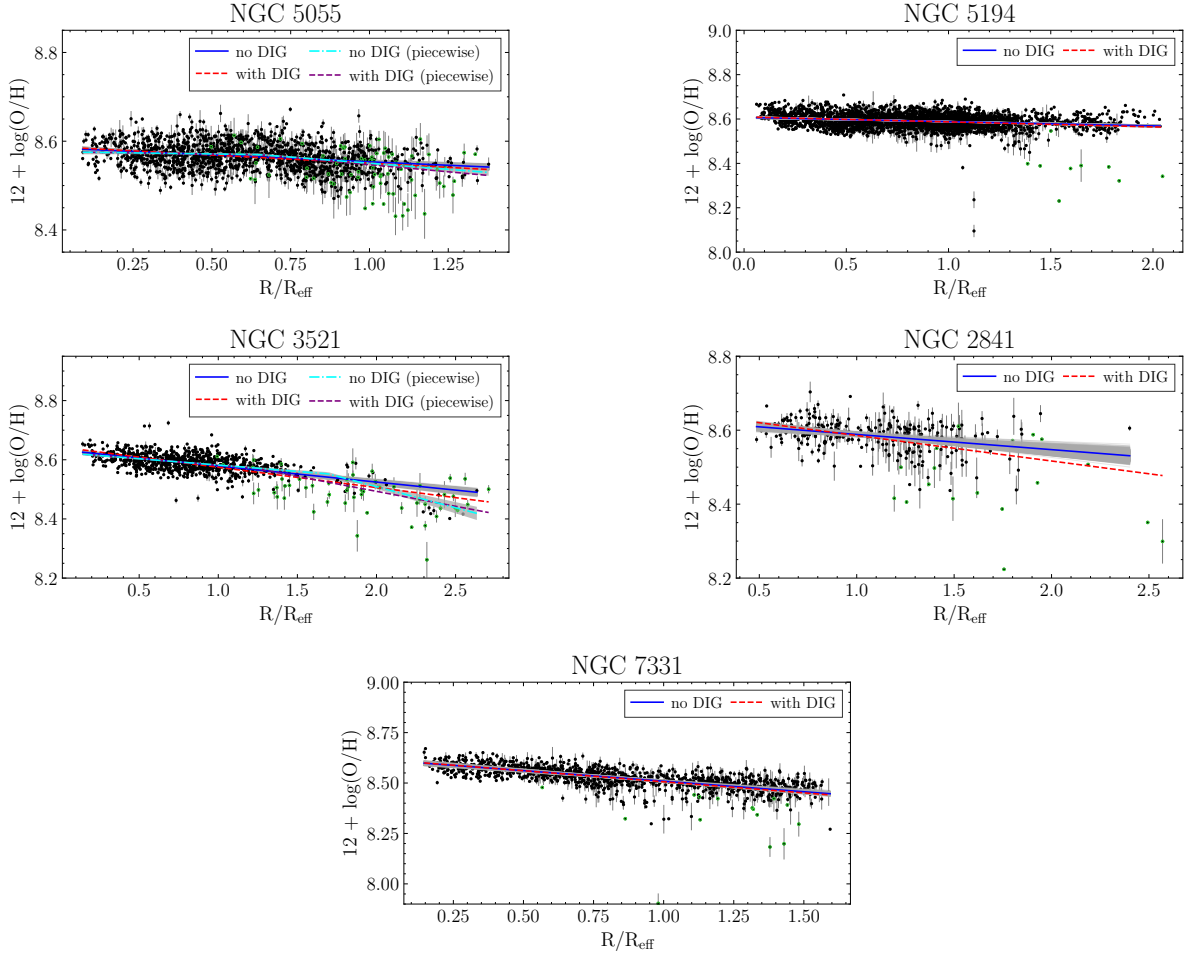 NGC 5055
no DIG
with DIG
no DIG (piecewise)
with DIG (piecewise)
12 + log(O/H)
8.8
8.6
8.4
0.25 0.50 0.75 1.00 1.25
R/R_eff
NGC 5194
no DIG
with DIG
12 + log(O/H)
9.0
8.8
8.6
8.4
8.2
8.0
0.0 0.5 1.0 1.5 2.0
R/R_eff
NGC 3521
no DIG
with DIG
no DIG (piecewise)
with DIG (piecewise)
12 + log(O/H)
8.8
8.6
8.4
8.2
0.5 1.0 1.5 2.0 2.5
R/R_eff
NGC 2841
no DIG
with DIG
12 + log(O/H)
8.8
8.6
8.4
8.2
0.5 1.0 1.5 2.0 2.5
R/R_eff
NGC 7331
no DIG
with DIG
12 + log(O/H)
9.00
8.75
8.50
8.25
8.00
0.25 0.50 0.75 1.00 1.25 1.50
R/R_eff